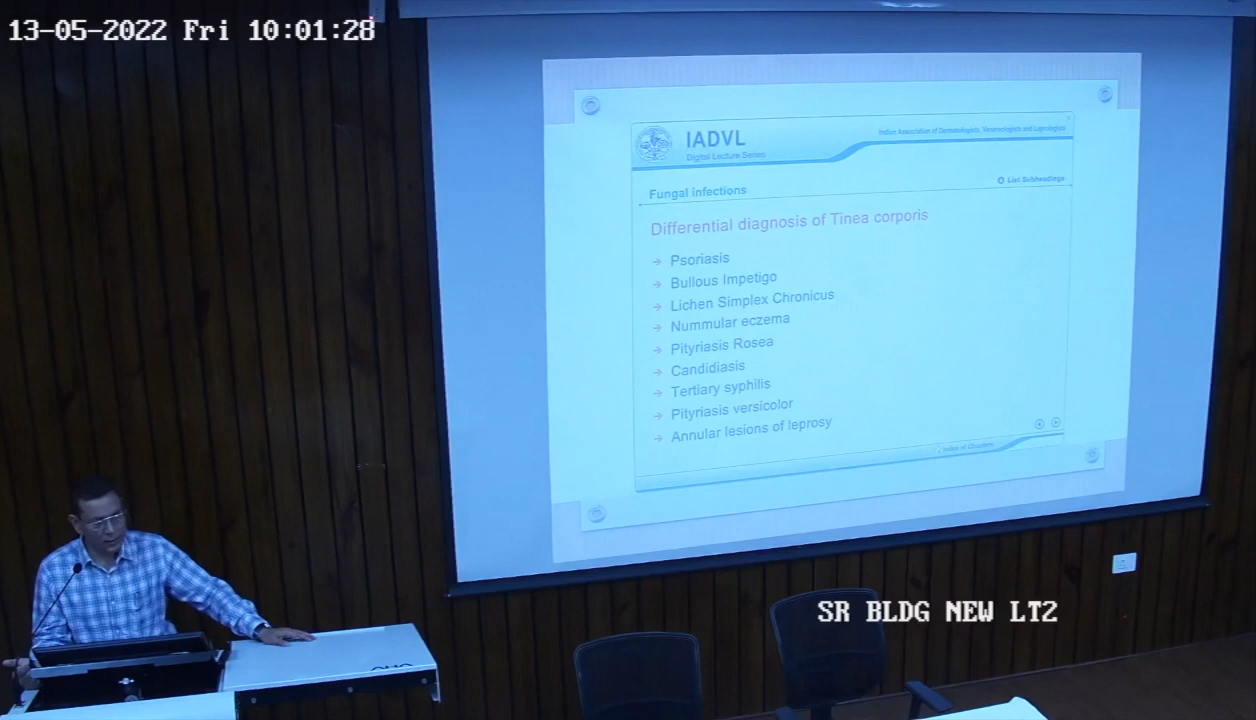 13-05-2022 Fri 10:01:28
IADVL
Digital Lecture Series
Indian Association of Dermatologists, Venereologists and Leprologists
Fungal infections
List Subheadings
Differential diagnosis of Tinea corporis
→ Psoriasis
→ Bullous Impetigo
→ Lichen Simplex Chronicus
→ Nummular eczema
→ Pityriasis Rosea
→ Candidiasis
→ Tertiary syphilis
→ Pityriasis versicolor
→ Annular lesions of leprosy
Index of Chapters
SR BLDG NEW LT2